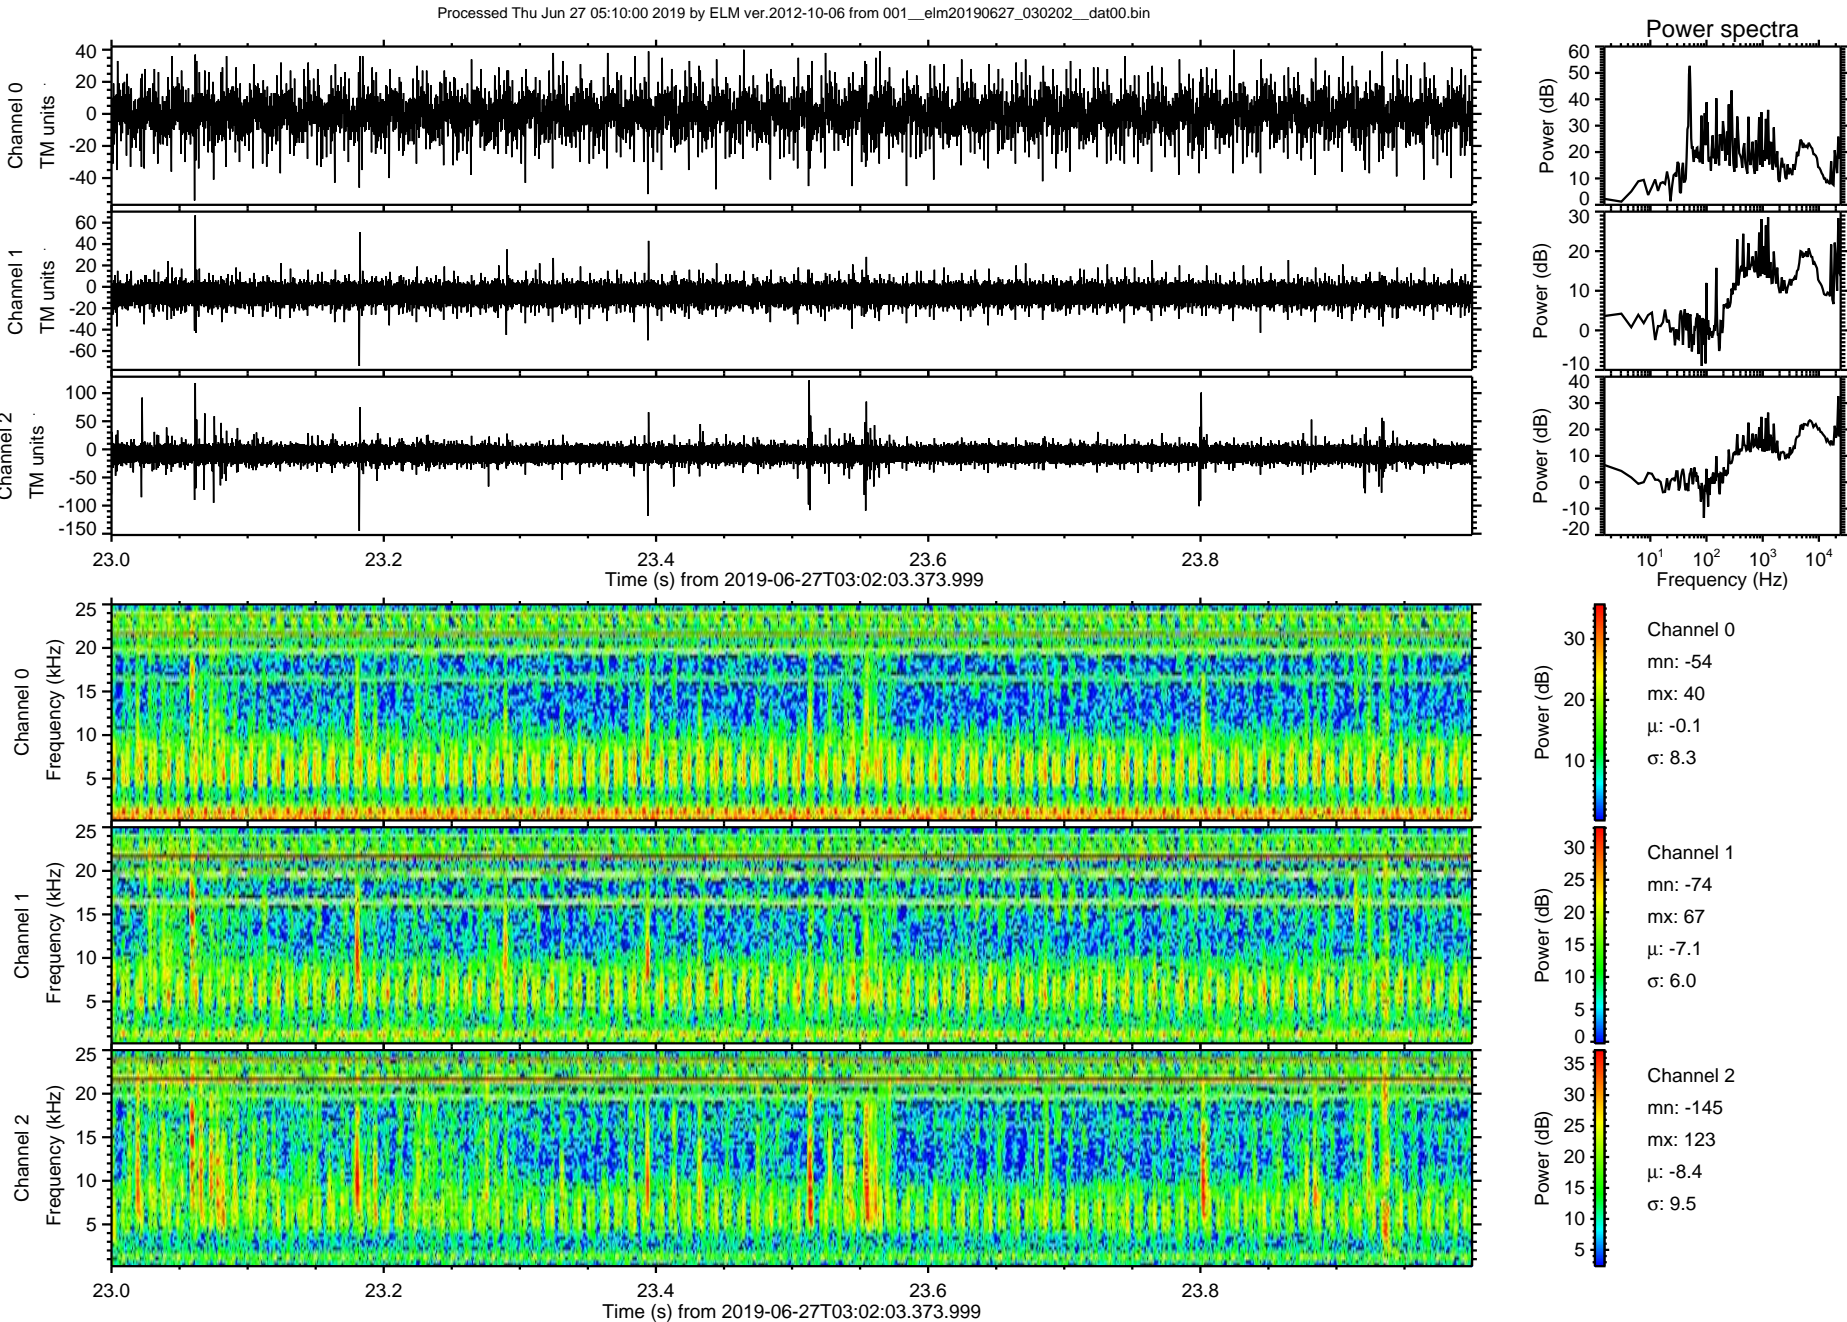 Processed Thu Jun 27 05:10:00 2019 by ELM ver.2012-10-06 from 001__elm20190627_030202__dat00.bin
Power spectra
Channel 0
TM units
40
20
0
-20
-40
Power (dB)
60
50
40
30
20
10
0
Channel 1
TM units
60
40
20
0
-20
-40
-60
Power (dB)
30
20
10
0
-10
Channel 2
TM units
100
50
0
-50
-100
-150
Power (dB)
40
30
20
10
0
-10
-20
23.0 23.2 23.4 23.6 23.8
Time (s) from 2019-06-27T03:02:03.373.999
10^1 10^2 10^3 10^4
Frequency (Hz)
Channel 0
Frequency (kHz)
25
20
15
10
5
Power (dB)
30
20
10
Channel 0
mn: -54
mx: 40
μ: -0.1
σ: 8.3
Channel 1
Frequency (kHz)
25
20
15
10
5
Power (dB)
30
25
20
15
10
5
0
Channel 1
mn: -74
mx: 67
μ: -7.1
σ: 6.0
Channel 2
Frequency (kHz)
25
20
15
10
5
Power (dB)
35
30
25
20
15
10
5
Channel 2
mn: -145
mx: 123
μ: -8.4
σ: 9.5
23.0 23.2 23.4 23.6 23.8
Time (s) from 2019-06-27T03:02:03.373.999